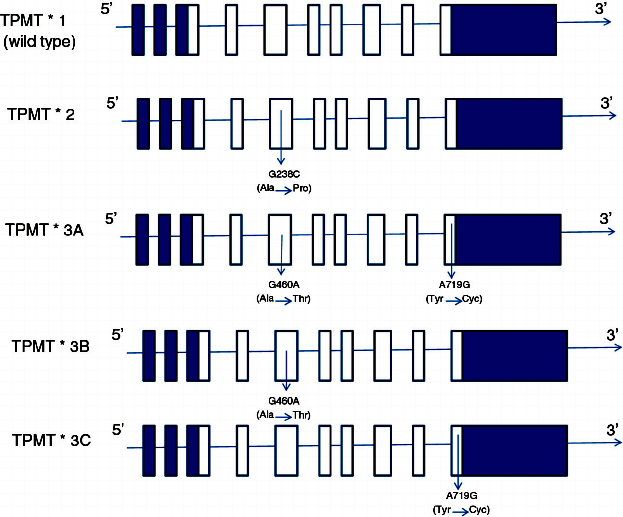 TPMT * 1
(wild type)
5’
3’
TPMT * 2
5’
3’
G238C
(Ala → Pro)
TPMT * 3A
5’
3’
G460A
(Ala → Thr)
A719G
(Tyr → Cyc)
TPMT * 3B
5’
3’
G460A
(Ala → Thr)
TPMT * 3C
5’
3’
A719G
(Tyr → Cyc)